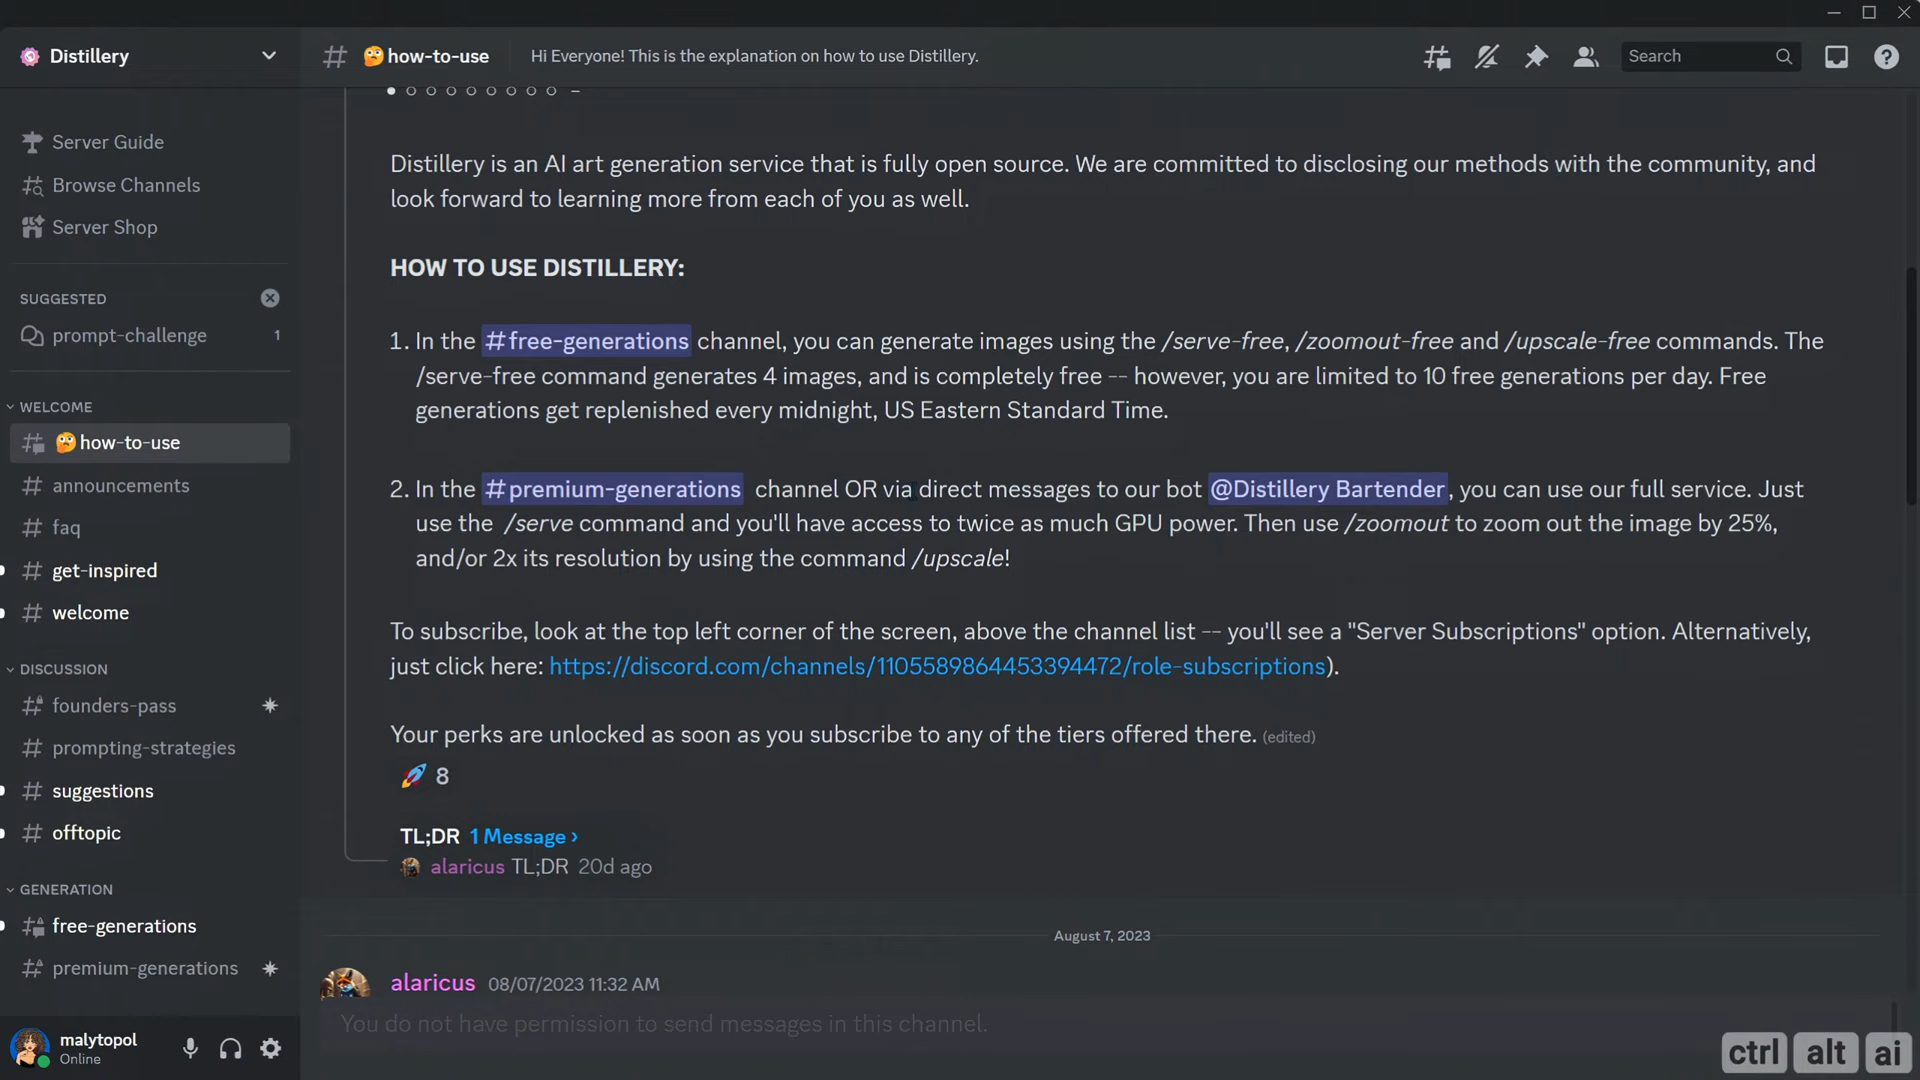 Distillery
Server Guide
Browse Channels
Server Shop
SUGGESTED
prompt-challenge 1
WELCOME
🤔how-to-use
announcements
faq
get-inspired
welcome
DISCUSSION
founders-pass
prompting-strategies
suggestions
offtopic
GENERATION
free-generations
premium-generations
malytopol
Online
🤔how-to-use Hi Everyone! This is the explanation on how to use Distillery.
Search
Distillery is an AI art generation service that is fully open source. We are committed to disclosing our methods with the community, and
look forward to learning more from each of you as well.
HOW TO USE DISTILLERY:
1. In the #free-generations channel, you can generate images using the /serve-free, /zoomout-free and /upscale-free commands. The
/serve-free command generates 4 images, and is completely free -- however, you are limited to 10 free generations per day. Free
generations get replenished every midnight, US Eastern Standard Time.
2. In the #premium-generations channel OR via direct messages to our bot @Distillery Bartender, you can use our full service. Just
use the /serve command and you'll have access to twice as much GPU power. Then use /zoomout to zoom out the image by 25%,
and/or 2x its resolution by using the command /upscale!
To subscribe, look at the top left corner of the screen, above the channel list -- you'll see a "Server Subscriptions" option. Alternatively,
just click here: https://discord.com/channels/1105589864453394472/role-subscriptions).
Your perks are unlocked as soon as you subscribe to any of the tiers offered there. (edited)
🚀 8
TL;DR 1 Message ›
alaricus TL;DR 20d ago
August 7, 2023
alaricus 08/07/2023 11:32 AM
You do not have permission to send messages in this channel.
ctrl alt ai